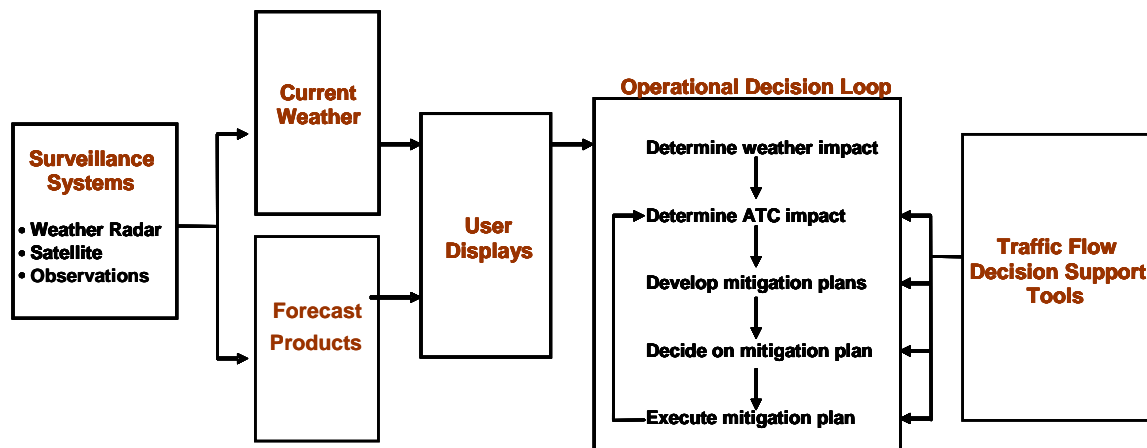 Surveillance
Systems
• Weather Radar
• Satellite
• Observations
Current
Weather
Forecast
Products
User
Displays
Operational Decision Loop
Determine weather impact
Determine ATC impact
Develop mitigation plans
Decide on mitigation plan
Execute mitigation plan
Traffic Flow
Decision Support
Tools